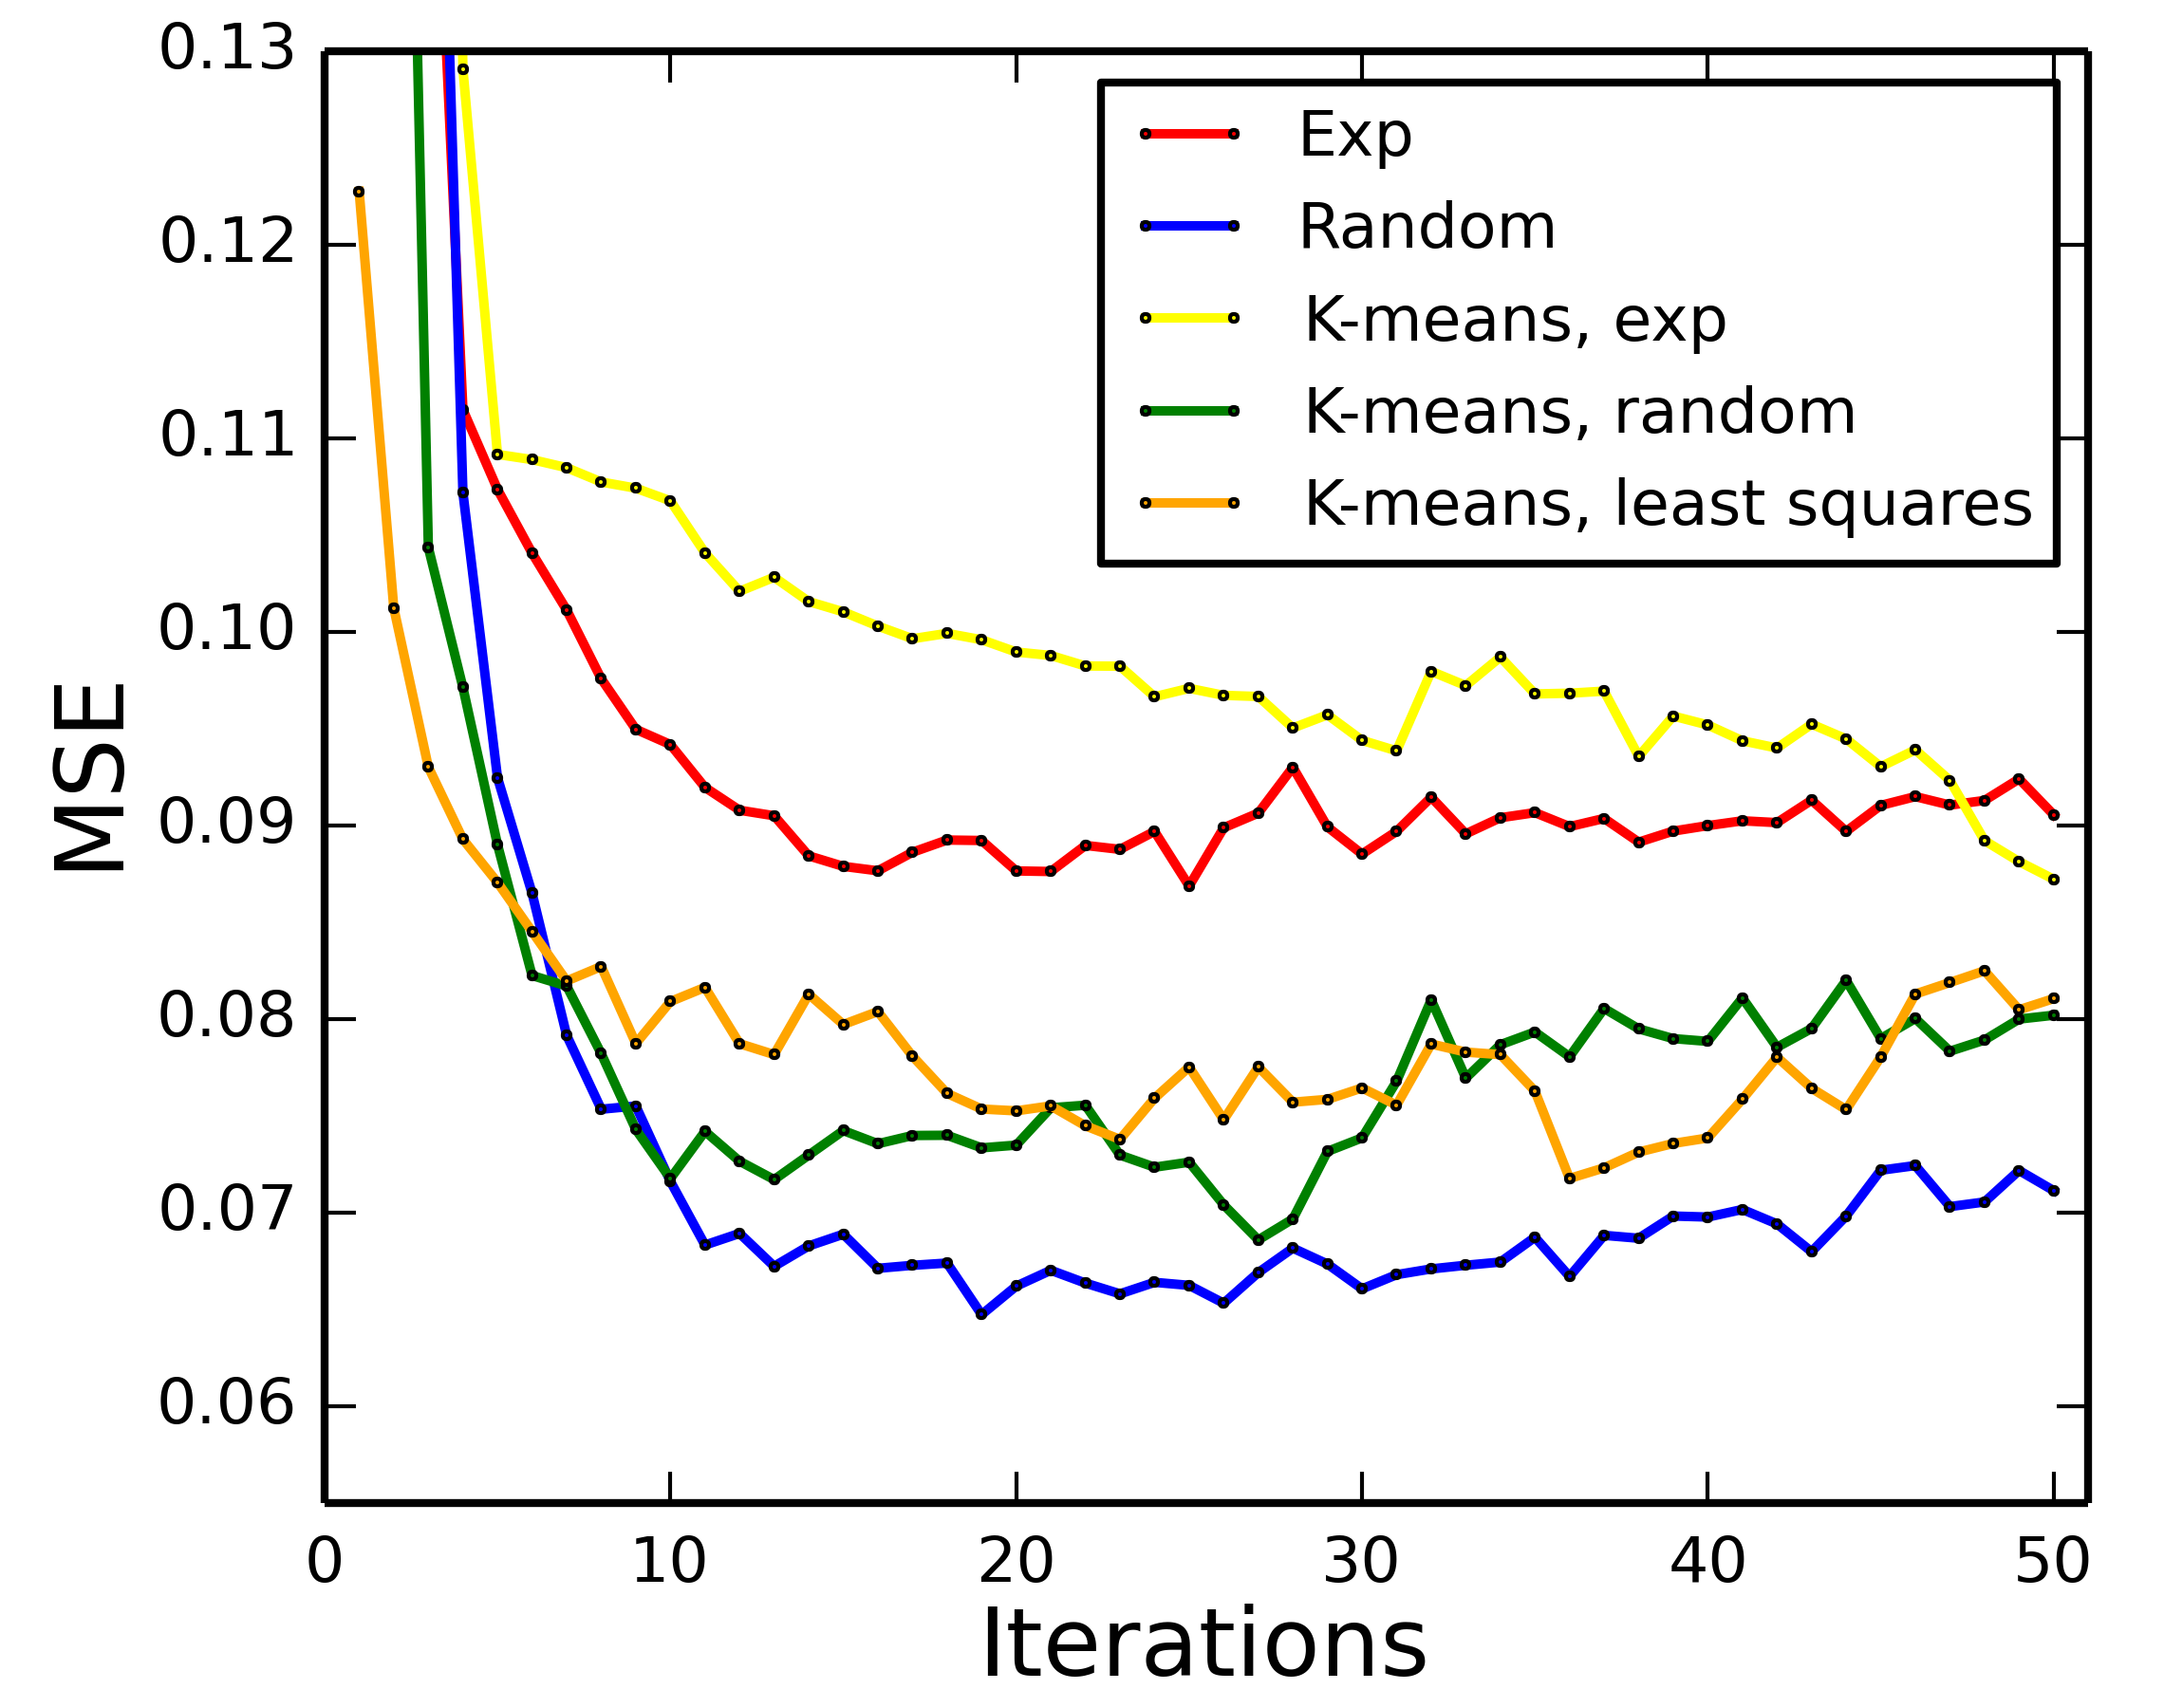 0.13
0.12
0.11
0.10
0.09
0.08
0.07
0.06
MSE
Exp
Random
K-means, exp
K-means, random
K-means, least squares
0 10 20 30 40 50
Iterations